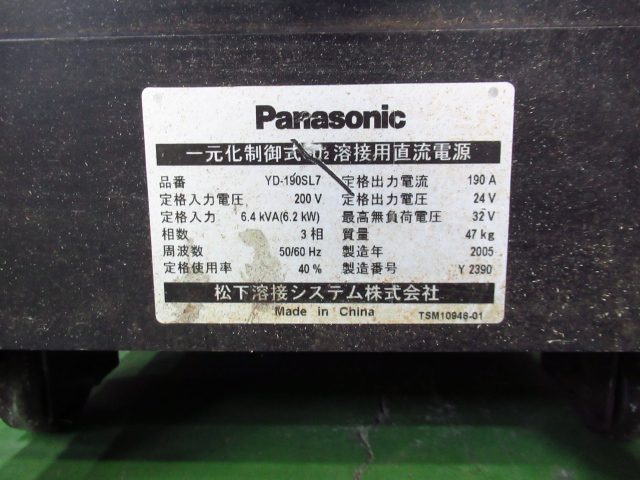 Panasonic
一元化制御式CO₂溶接用直流電源
品番 YD-190SL7 定格出力電流 190 A
定格入力電圧 200 V 定格出力電圧 24 V
定格入力 6.4 kVA(6.2 kW) 最高無負荷電圧 32 V
相数 3 相 質量 47 kg
周波数 50/60 Hz 製造年 2005
定格使用率 40 % 製造番号 Y 2390
松下溶接システム株式会社
Made in China TSM10948-01